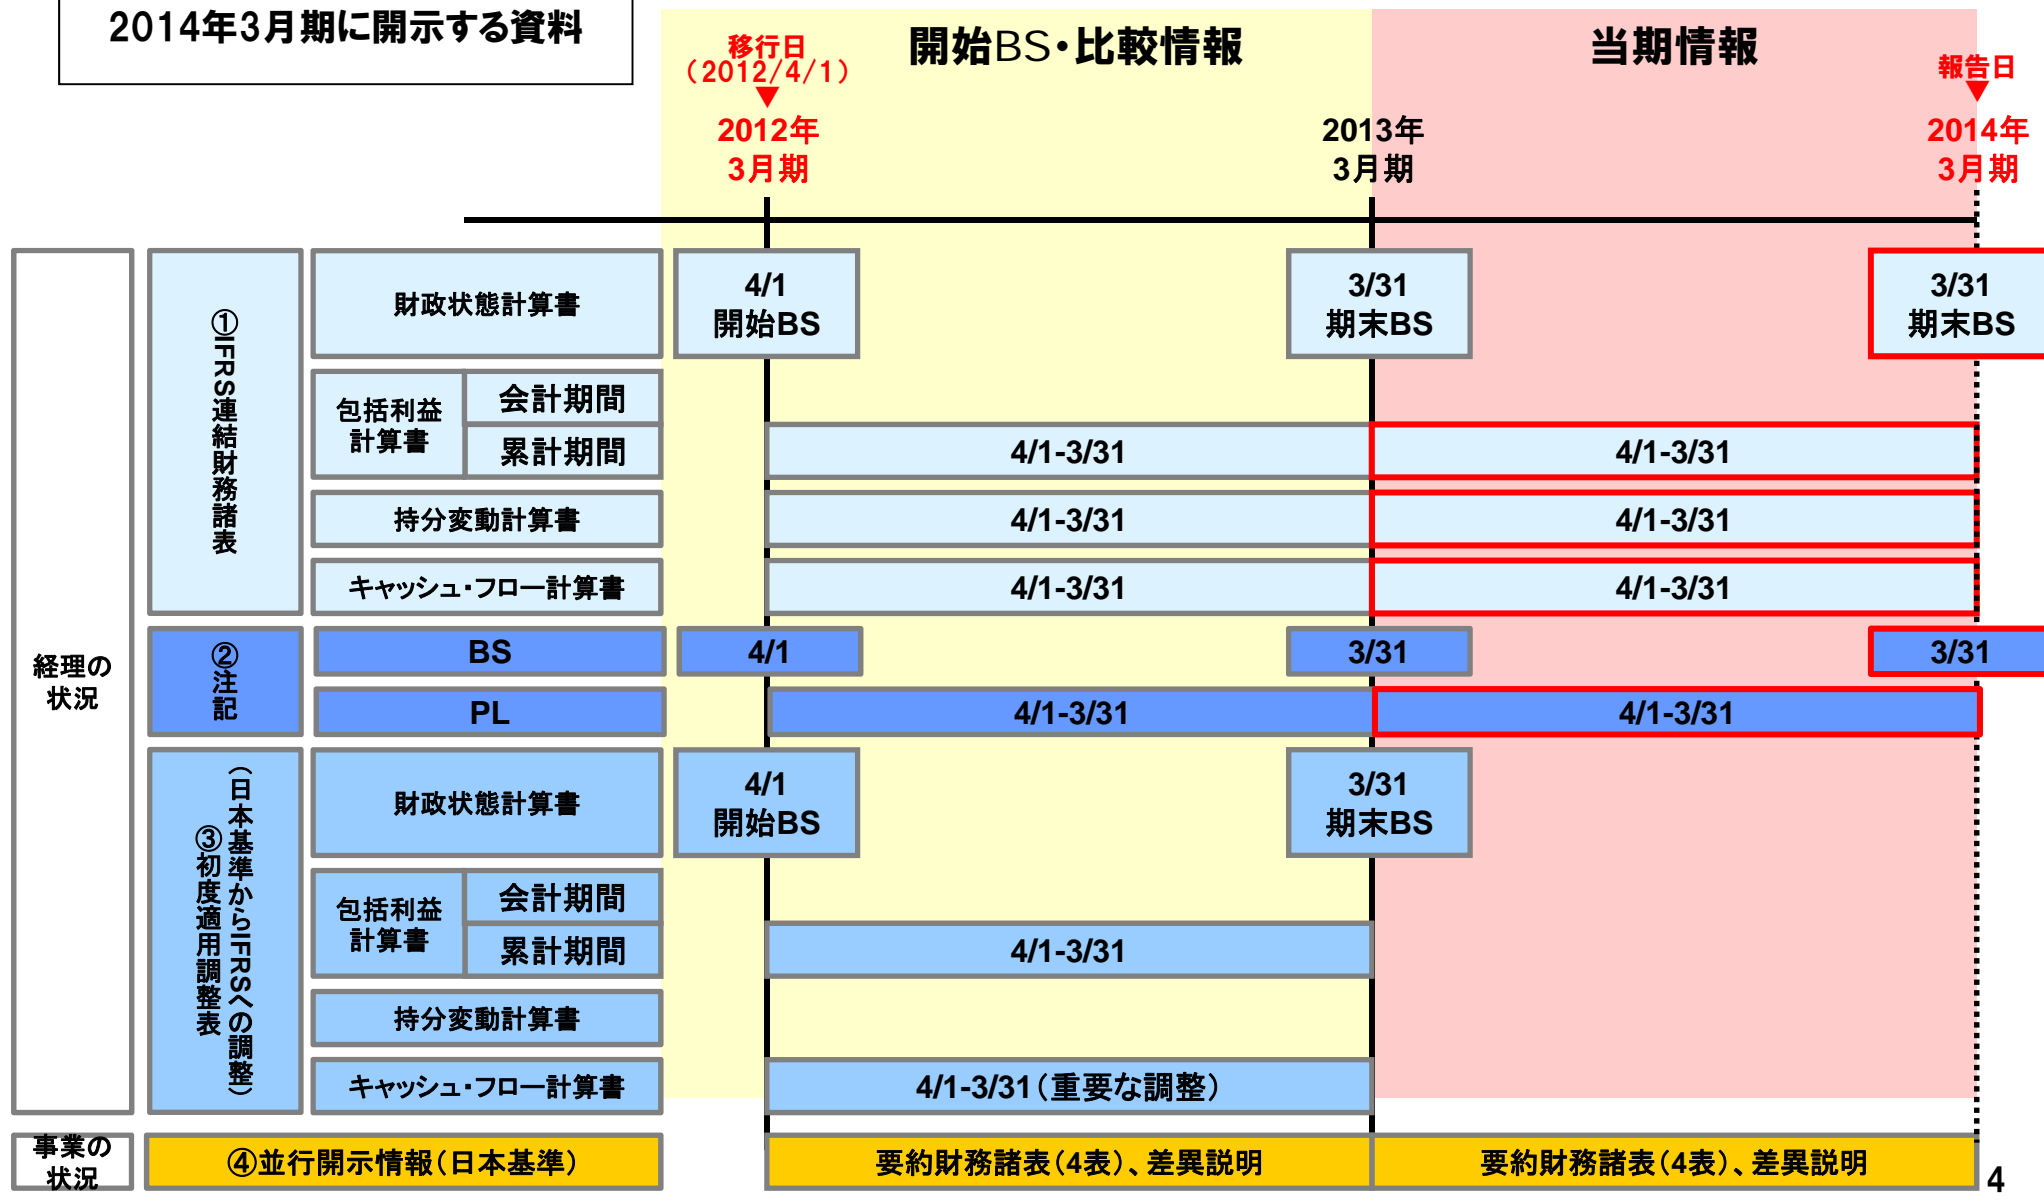 2014年3月期に開示する資料
開始BS・比較情報
当期情報
移行日
（2012/4/1）
報告日
2012年
3月期
2013年
3月期
2014年
3月期
経理の
状況
①IFRS連結財務諸表
財政状態計算書
4/1
開始BS
3/31
期末BS
3/31
期末BS
包括利益
計算書
会計期間
累計期間
4/1-3/31
4/1-3/31
持分変動計算書
4/1-3/31
4/1-3/31
キャッシュ・フロー計算書
4/1-3/31
4/1-3/31
②注記
BS
4/1
3/31
3/31
PL
4/1-3/31
4/1-3/31
（日本基準からIFRSへの調整）
③初度適用調整表
財政状態計算書
4/1
開始BS
3/31
期末BS
包括利益
計算書
会計期間
累計期間
4/1-3/31
持分変動計算書
キャッシュ・フロー計算書
4/1-3/31（重要な調整）
事業の
状況
④並行開示情報（日本基準）
要約財務諸表（4表）、差異説明
要約財務諸表（4表）、差異説明
4